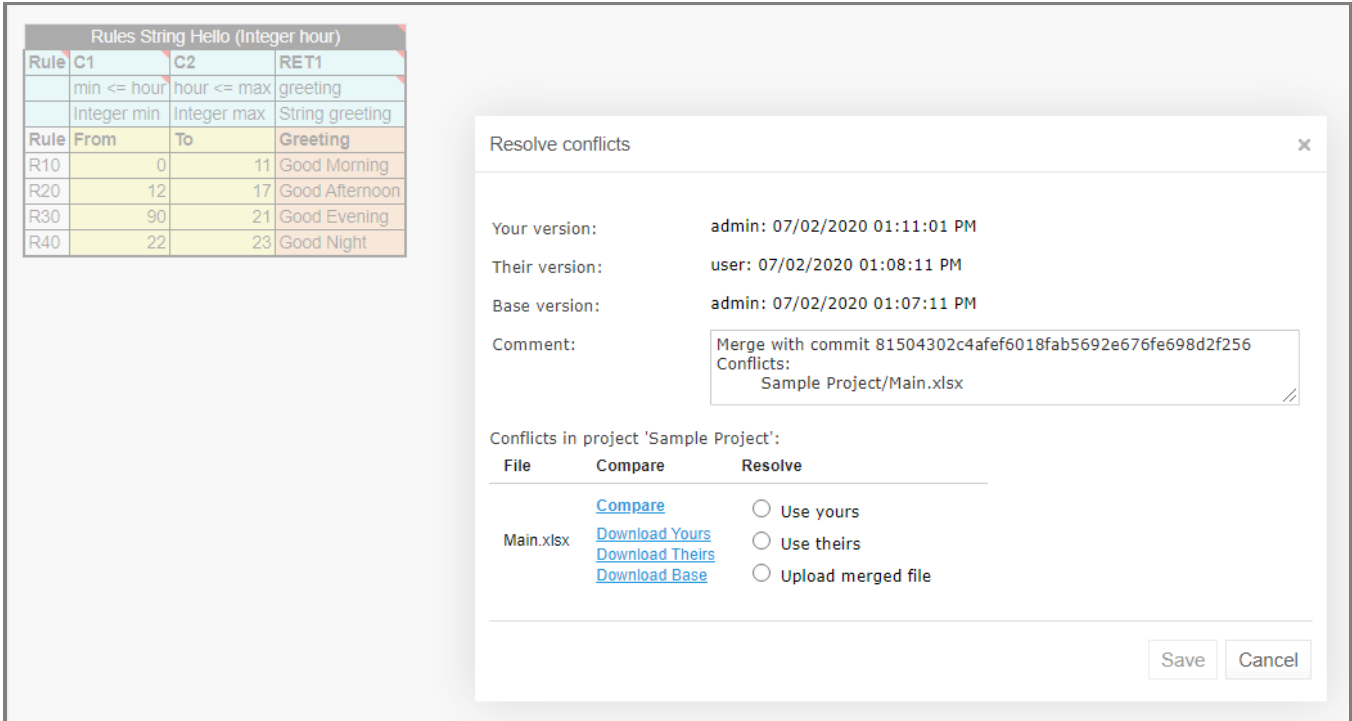 Rules String Hello (Integer hour)
Rule C1 C2 RET1
min <= hour hour <= max greeting
Integer min Integer max String greeting
Rule From To Greeting
R10 0 11 Good Morning
R20 12 17 Good Afternoon
R30 90 21 Good Evening
R40 22 23 Good Night
Resolve conflicts ×
Your version: admin: 07/02/2020 01:11:01 PM
Their version: user: 07/02/2020 01:08:11 PM
Base version: admin: 07/02/2020 01:07:11 PM
Comment: Merge with commit 81504302c4afef6018fab5692e676fe698d2f256
Conflicts:
Sample Project/Main.xlsx
Conflicts in project 'Sample Project':
File Compare Resolve
Compare Use yours
Main.xlsx Download Yours
Download Theirs Use theirs
Download Base Upload merged file
Save Cancel